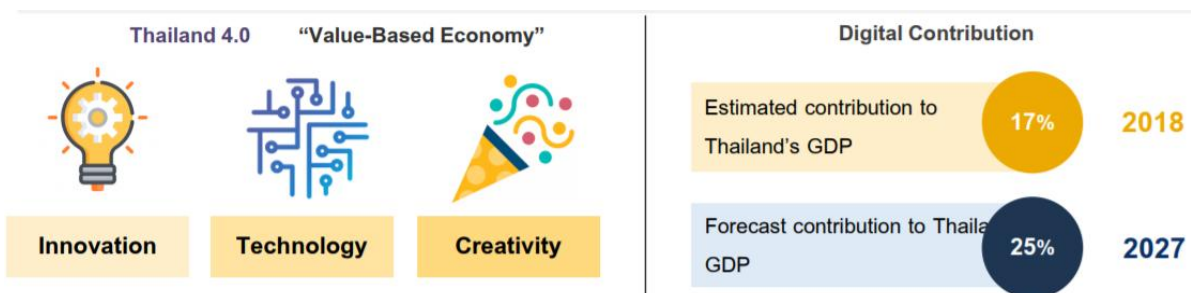 Thailand 4.0 “Value-Based Economy”
Innovation
Technology
Creativity
Digital Contribution
Estimated contribution to
Thailand’s GDP
17%
2018
Forecast contribution to
GDP
25%
2027